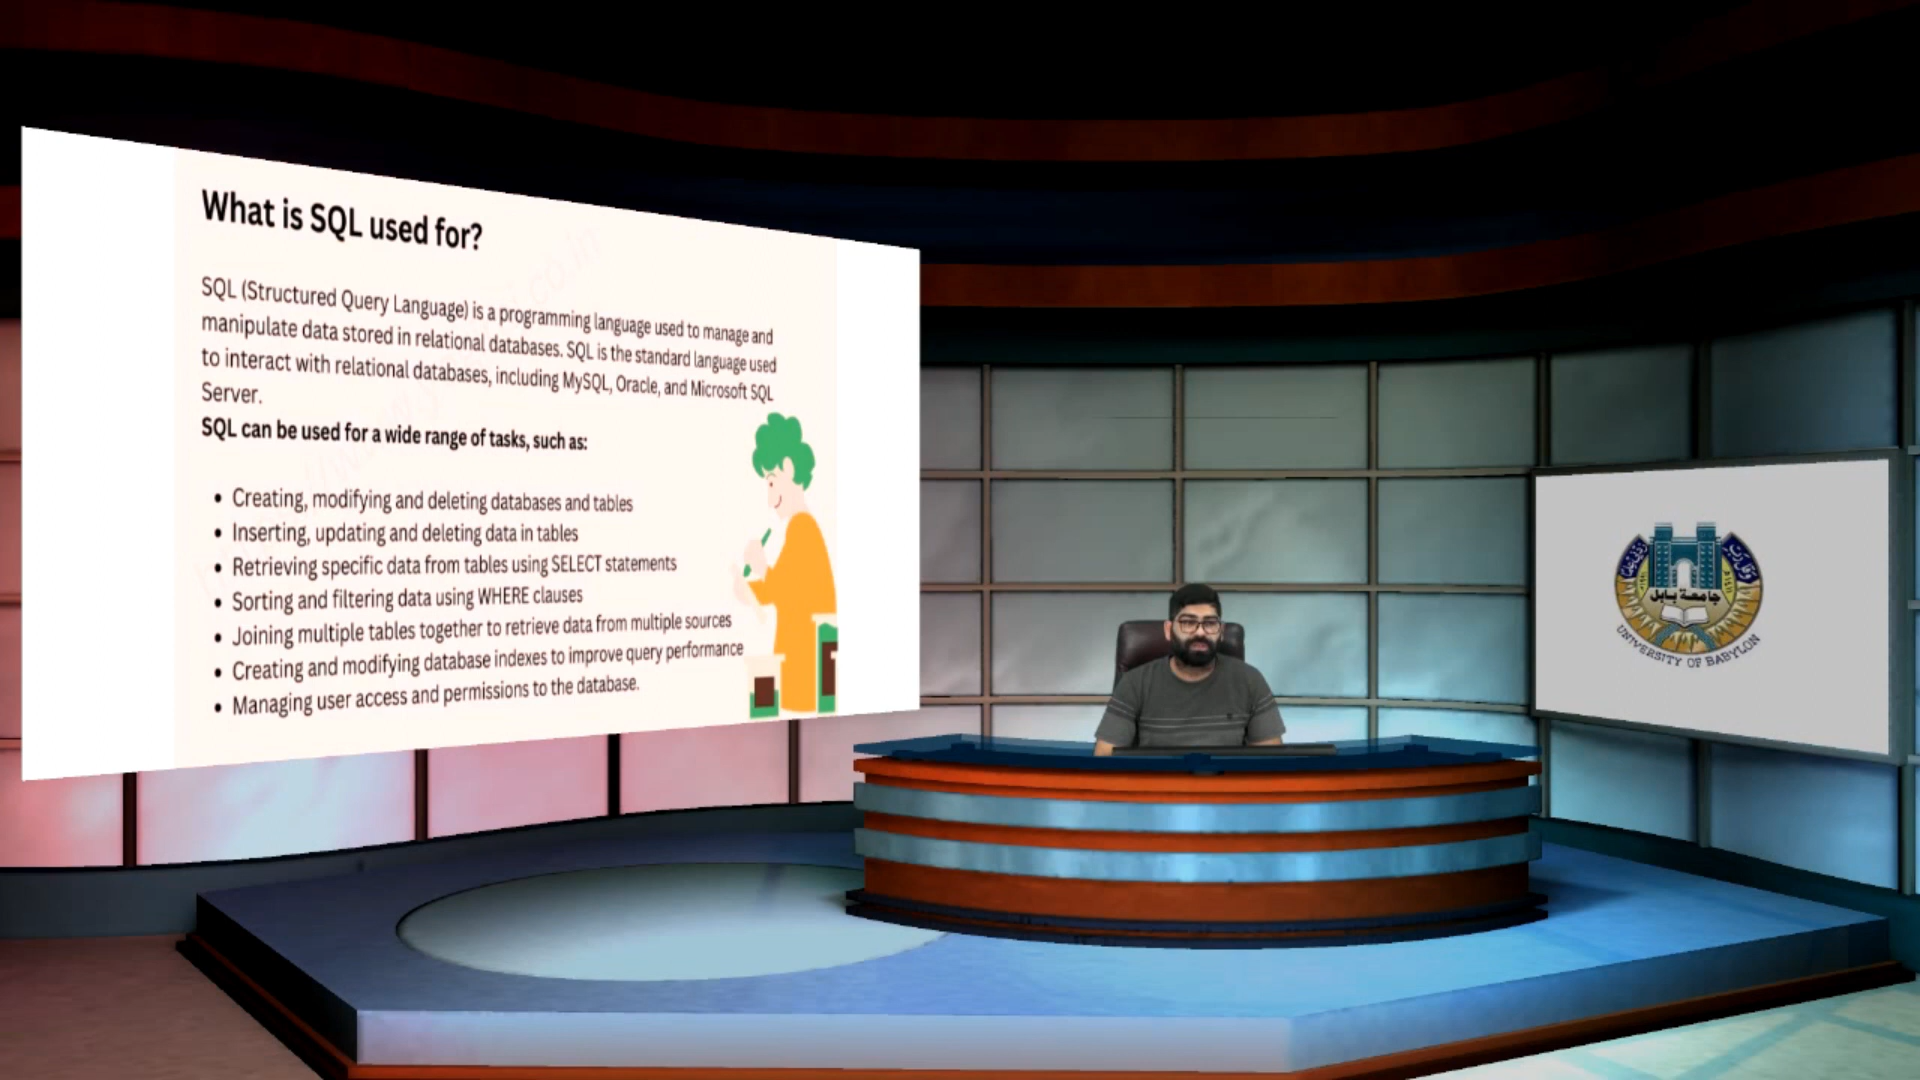 What is SQL used for?
SQL (Structured Query Language) is a programming language used to manage and
manipulate data stored in relational databases. SQL is the standard language used
to interact with relational databases, including MySQL, Oracle, and Microsoft SQL
Server.
SQL can be used for a wide range of tasks, such as:
• Creating, modifying and deleting databases and tables
• Inserting, updating and deleting data in tables
• Retrieving specific data from tables using SELECT statements
• Sorting and filtering data using WHERE clauses
• Joining multiple tables together to retrieve data from multiple sources
• Creating and modifying database indexes to improve query performance
• Managing user access and permissions to the database.
جامعة بابل
UNIVERSITY OF BABYLON